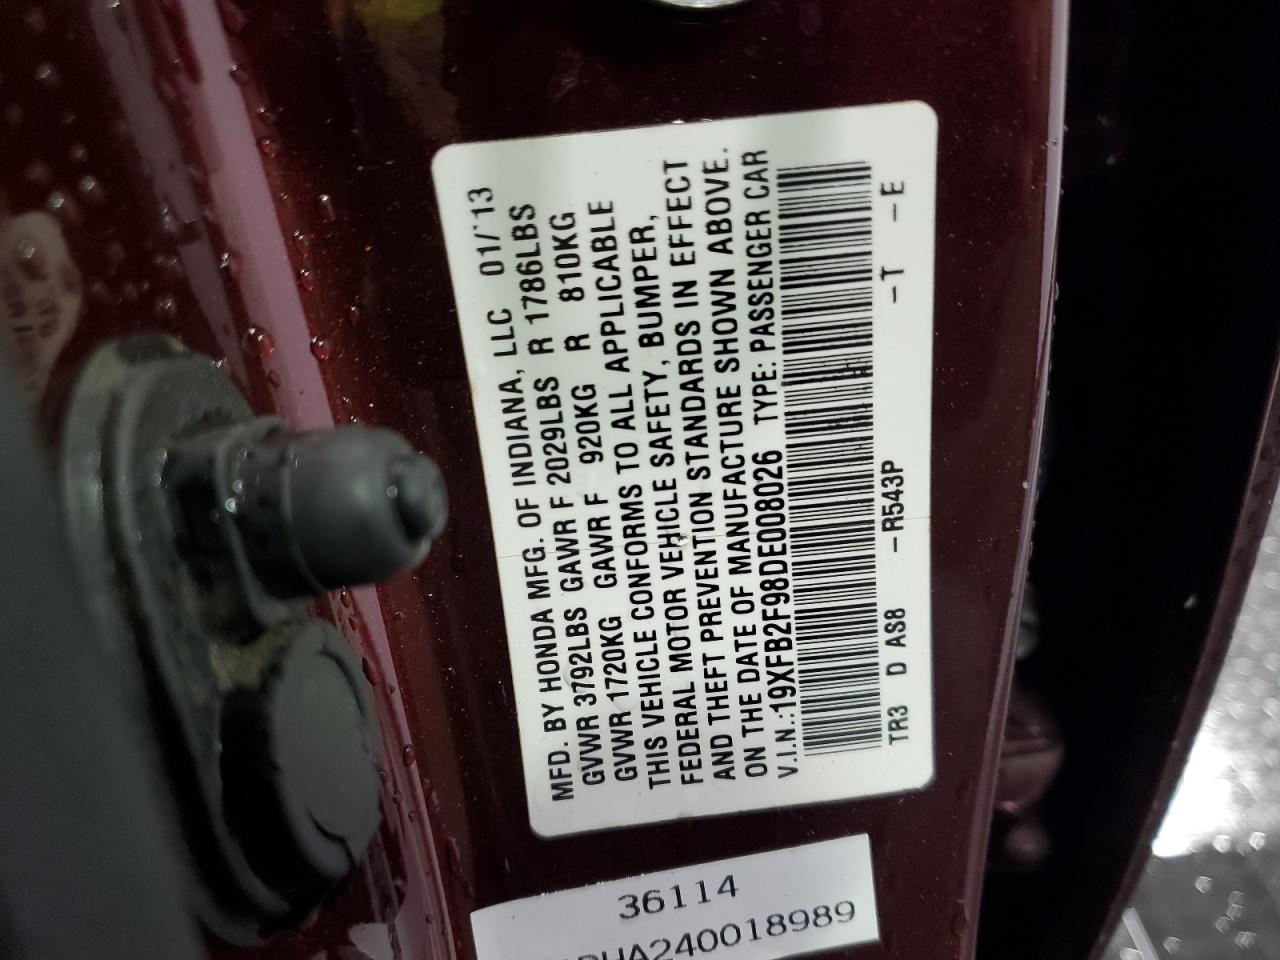 MFD. BY HONDA MFG. OF INDIANA, LLC 01/13
GVWR 3792LBS GAWR F 2029LBS R 1786LBS
GVWR 1720KG GAWR F 920KG R 810KG
THIS VEHICLE CONFORMS TO ALL APPLICABLE
FEDERAL MOTOR VEHICLE SAFETY, BUMPER,
AND THEFT PREVENTION STANDARDS IN EFFECT
ON THE DATE OF MANUFACTURE SHOWN ABOVE.
V.I.N.:19XFB2F98DE008026 TYPE: PASSENGER CAR
TR3 D AS8 -R543P -T -E
36114